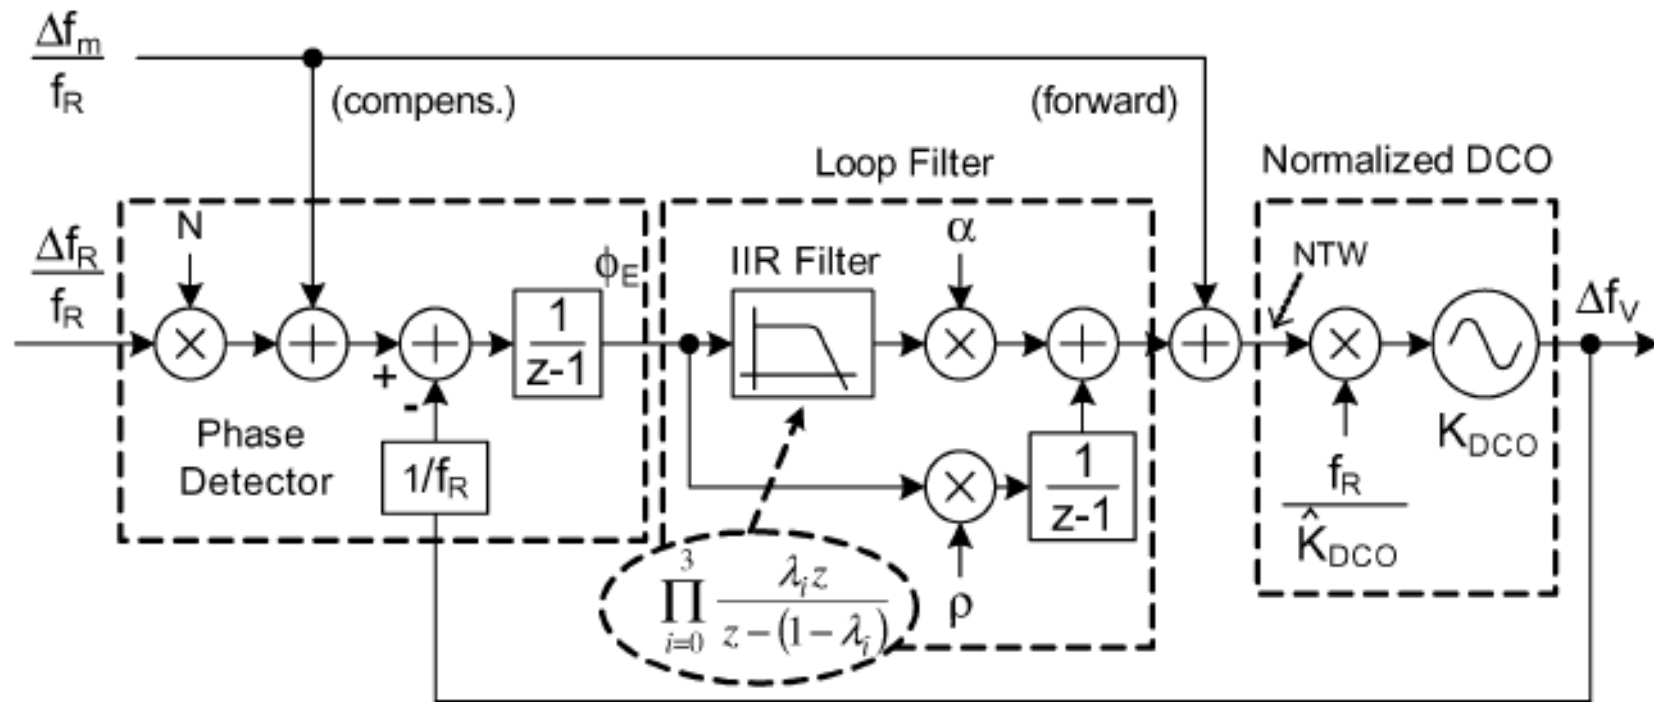 Δf_m / f_R
(compens.)
(forward)
Loop Filter
Normalized DCO
Δf_R / f_R
N
+
-
Phase
Detector
1/f_R
1 / z-1
ϕ_E
IIR Filter
α
ρ
1 / z-1
∏_{i=0}^{3} λ_i z / z-(1-λ_i)
NTW
f_R / K̂_DCO
K_DCO
Δf_V